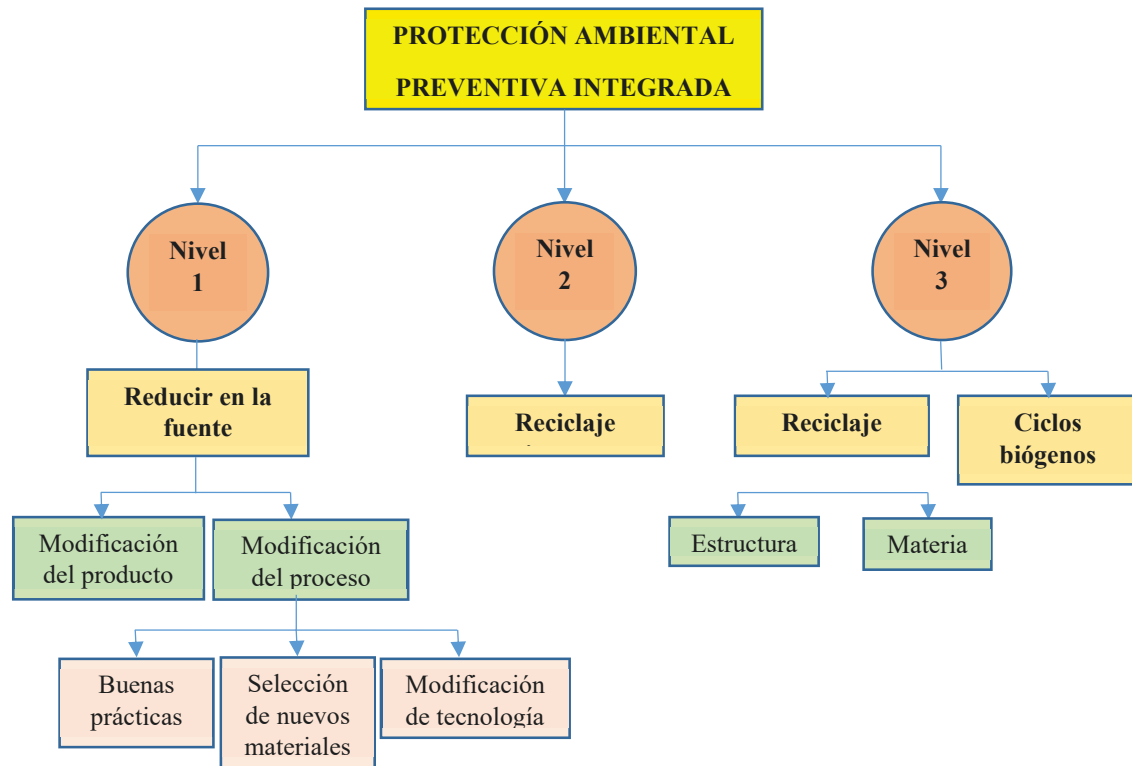 PROTECCIÓN AMBIENTAL
PREVENTIVA INTEGRADA
Nivel
1
Nivel
2
Nivel
3
Reducir en la
fuente
Reciclaje
Reciclaje
Ciclos
biógenos
Modificación
del producto
Modificación
del proceso
Estructura
Materia
Buenas
prácticas
Selección
de nuevos
materiales
Modificación
de tecnología